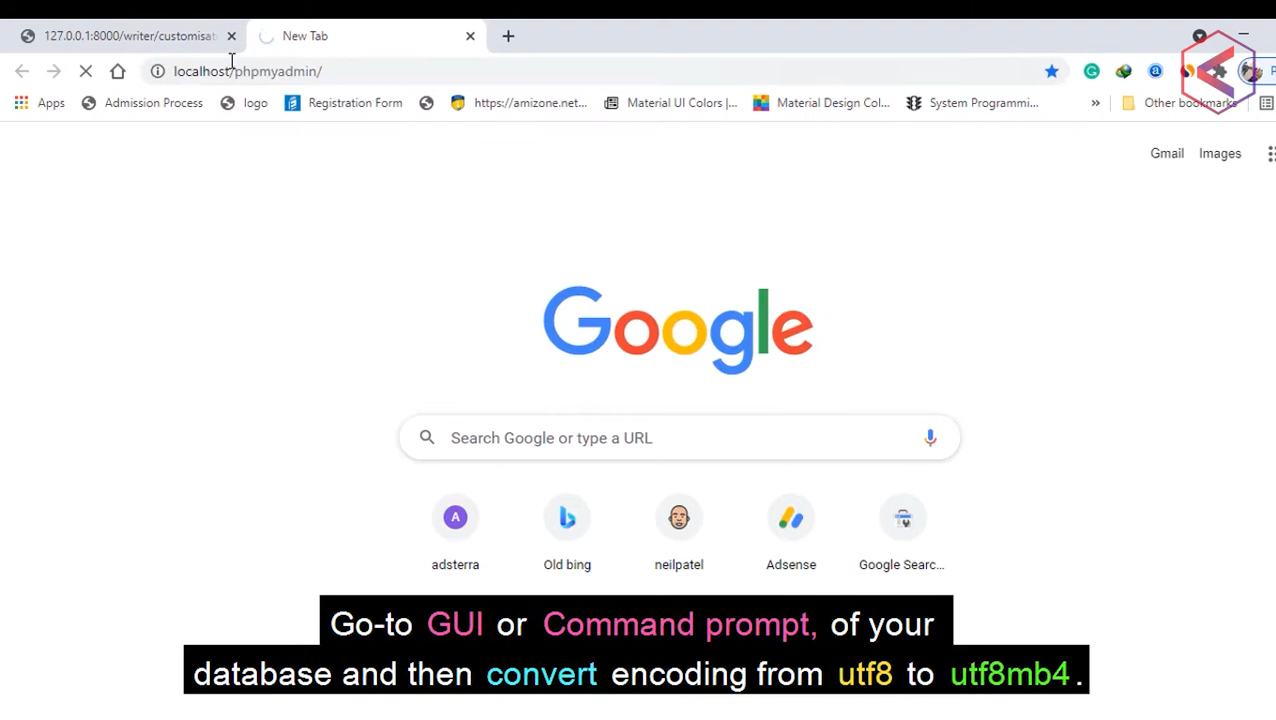 127.0.0.1:8000/writer/customisat
New Tab
localhost/phpmyadmin/
Apps
Admission Process
logo
Registration Form
https://amizone.net...
Material UI Colors |...
Material Design Col...
System Programmi...
»
Other bookmarks
Gmail
Images
Google
Search Google or type a URL
A
adsterra
Old bing
neilpatel
Adsense
Google Searc...
Go-to GUI or Command prompt, of your
database and then convert encoding from utf8 to utf8mb4.